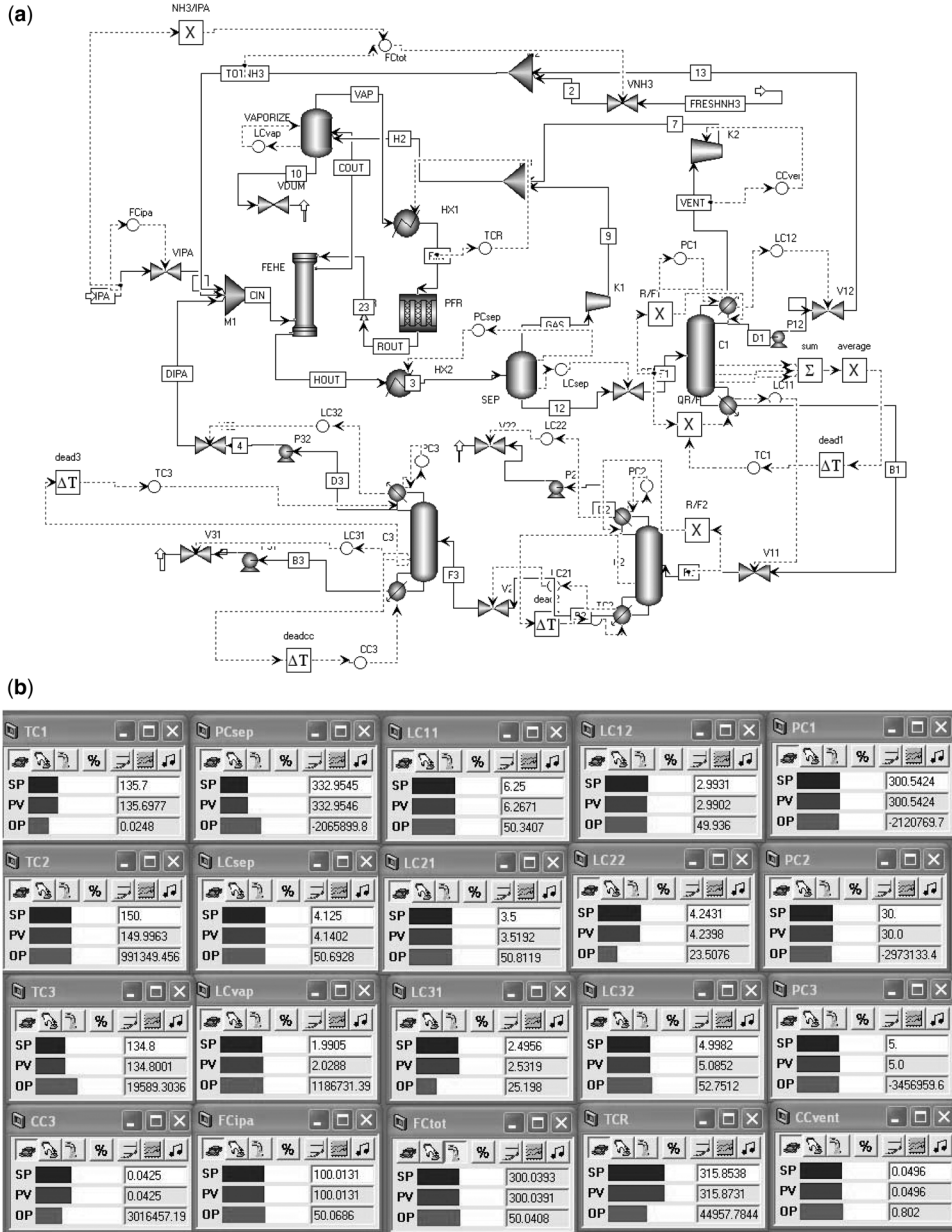 (a)
NH3/IPA
X
FCtot
TOTNH3
13
2
VNH3
FRESHNH3
VAP
VAPORIZE
LCvap
H2
7
K2
COUT
10
VDUM
CCven
VENT
HX1
FCipa
TCR
9
PC1
LC12
VIPA
FEHE
V12
IPA
CIN
M1
23
PFR
K1
R/F1
X
P12
D1
PCsep
GAS
C1
sum
average
ROUT
Σ
X
DIPA
HOUT
3
HX2
LCsep
LC11
SEP
12
QR/F
X
LC32
LC22
V22
dead1
4
P32
TC1
ΔT
B1
dead3
PC3
P2
PC2
TC3
D3
R/F2
ΔT
X
V31
LC31
C3
V11
B3
F3
ΔT
deadcc
CC3
ΔT
(b)
TC1 PCsep LC11 LC12 PC1
% % % % %
SP 135.7 SP 332.9546 SP 6.25 SP 2.9931 SP 300.5424
PV 135.6977 PV 332.9546 PV 6.2671 PV 2.9902 PV 300.5424
OP 0.0248 OP -2065899.8 OP 50.3407 OP 49.936 OP -2120769.7
TC2 LCsep LC21 LC22 PC2
% % % % %
SP 150. SP 4.125 SP 3.5 SP 4.2431 SP 30.
PV 149.9963 PV 4.1402 PV 3.5192 PV 4.2398 PV 30.0
OP 991349.456 OP 50.6928 OP 50.8119 OP 23.5076 OP -2973133.4
TC3 LCvap LC31 LC32 PC3
% % % % %
SP 134.8 SP 1.9905 SP 2.4956 SP 4.9982 SP 5.
PV 134.8001 PV 2.0288 PV 2.5319 PV 5.0852 PV 5.0
OP 19589.3036 OP 1186731.39 OP 25.198 OP 52.7512 OP -3456959.6
CC3 FCipa FCtot TCR CCvent
% % % % %
SP 0.0425 SP 100.0131 SP 300.0393 SP 315.8538 SP 0.0496
PV 0.0425 PV 100.0131 PV 300.0391 PV 315.8731 PV 0.0496
OP 3016457.19 OP 50.0686 OP 50.0408 OP 44957.7844 OP 0.802